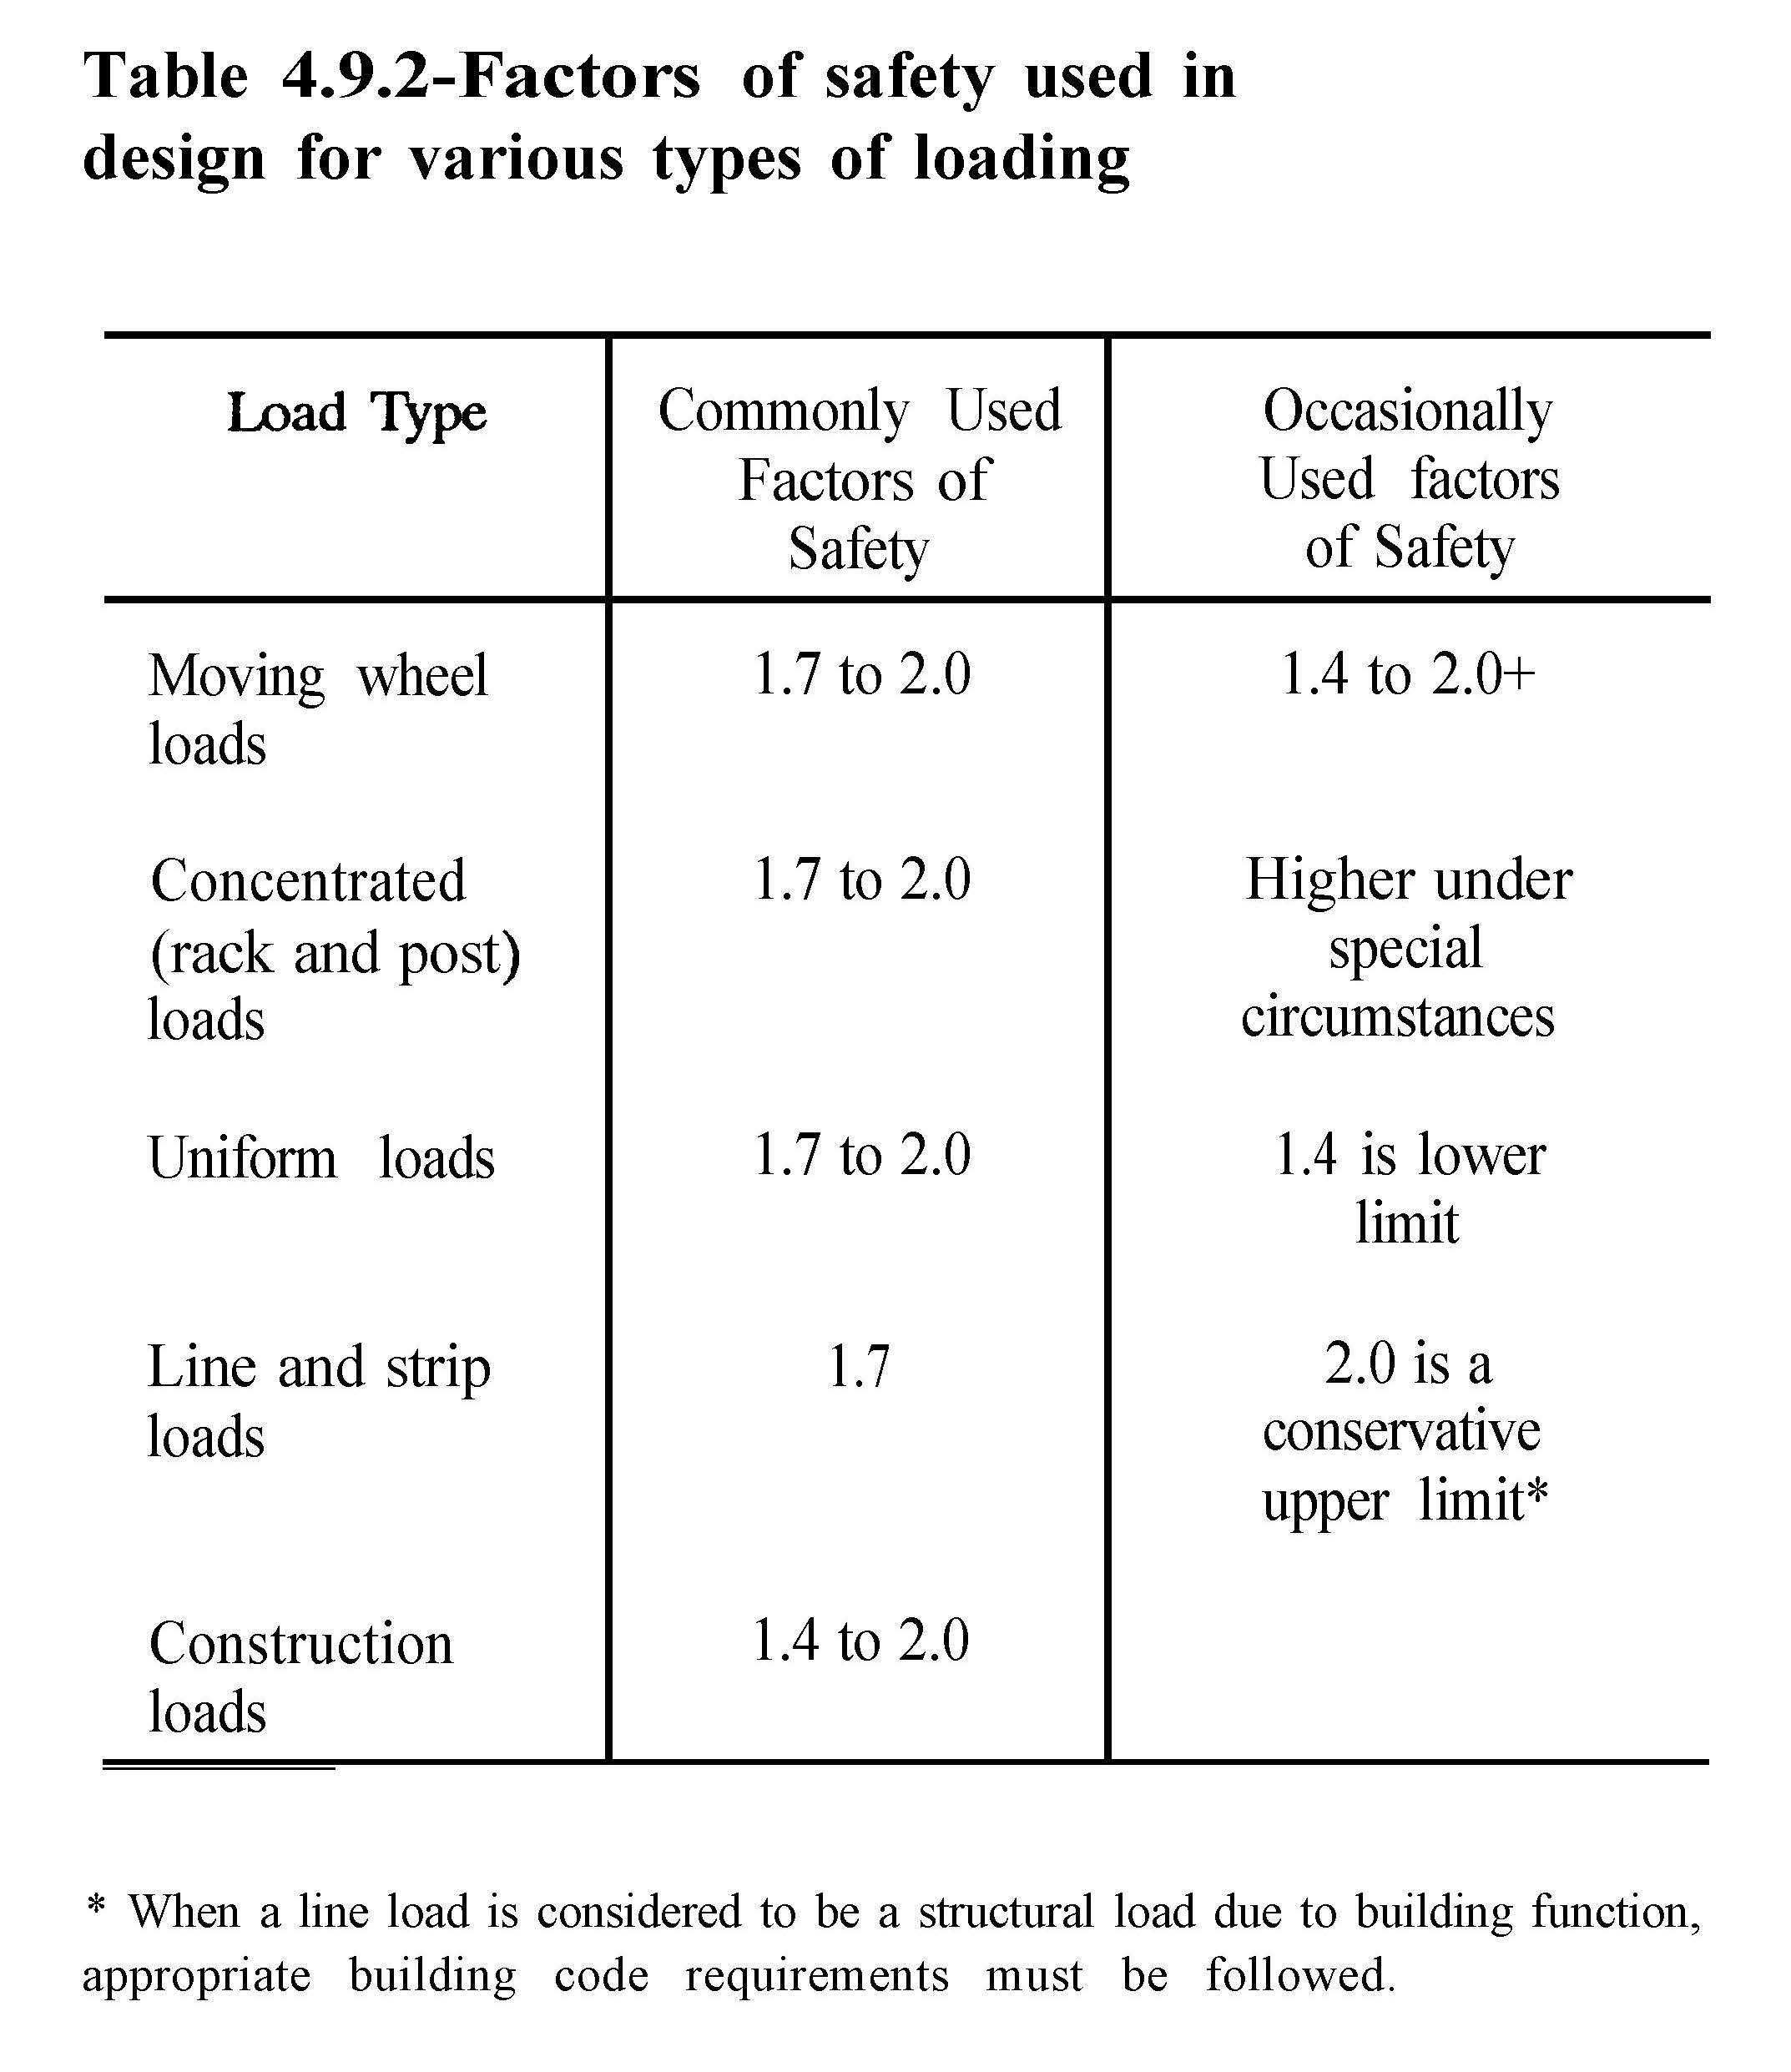 Table 4.9.2-Factors of safety used in
design for various types of loading
Load Type
Commonly Used
Factors of
Safety
Occasionally
Used factors
of Safety
Moving wheel
loads
1.7 to 2.0
1.4 to 2.0+
Concentrated
(rack and post)
loads
1.7 to 2.0
Higher under
special
circumstances
Uniform loads
1.7 to 2.0
1.4 is lower
limit
Line and strip
loads
1.7
2.0 is a
conservative
upper limit*
Construction
loads
1.4 to 2.0
* When a line load is considered to be a structural load due to building function,
appropriate building code requirements must be followed.